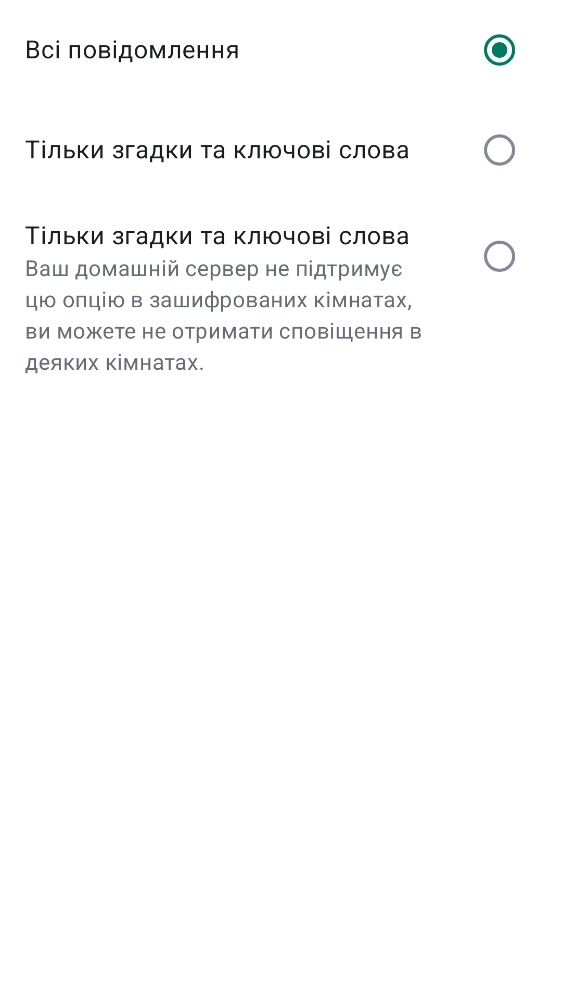 Всі повідомлення
Тільки згадки та ключові слова
Тільки згадки та ключові слова
Ваш домашній сервер не підтримує
цю опцію в зашифрованих кімнатах,
ви можете не отримати сповіщення в
деяких кімнатах.